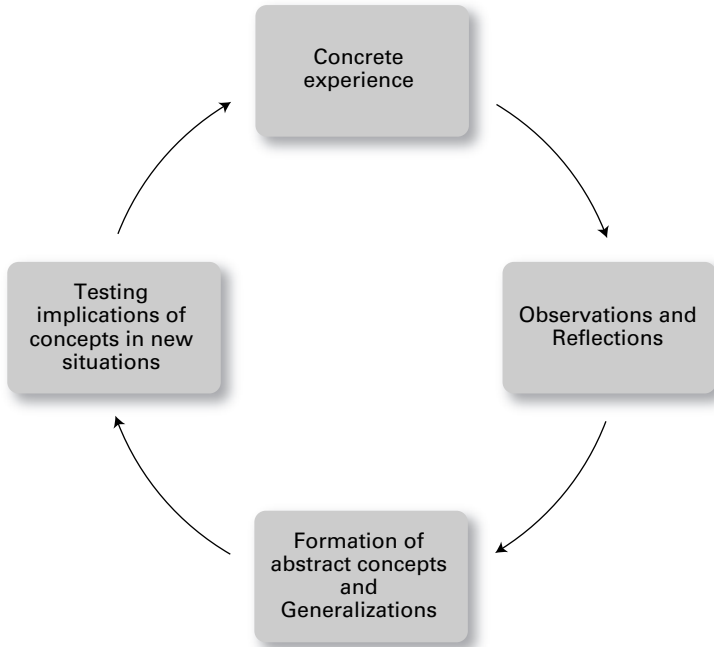 Concrete
experience
Observations and
Reflections
Formation of
abstract concepts
and
Generalizations
Testing
implications of
concepts in new
situations